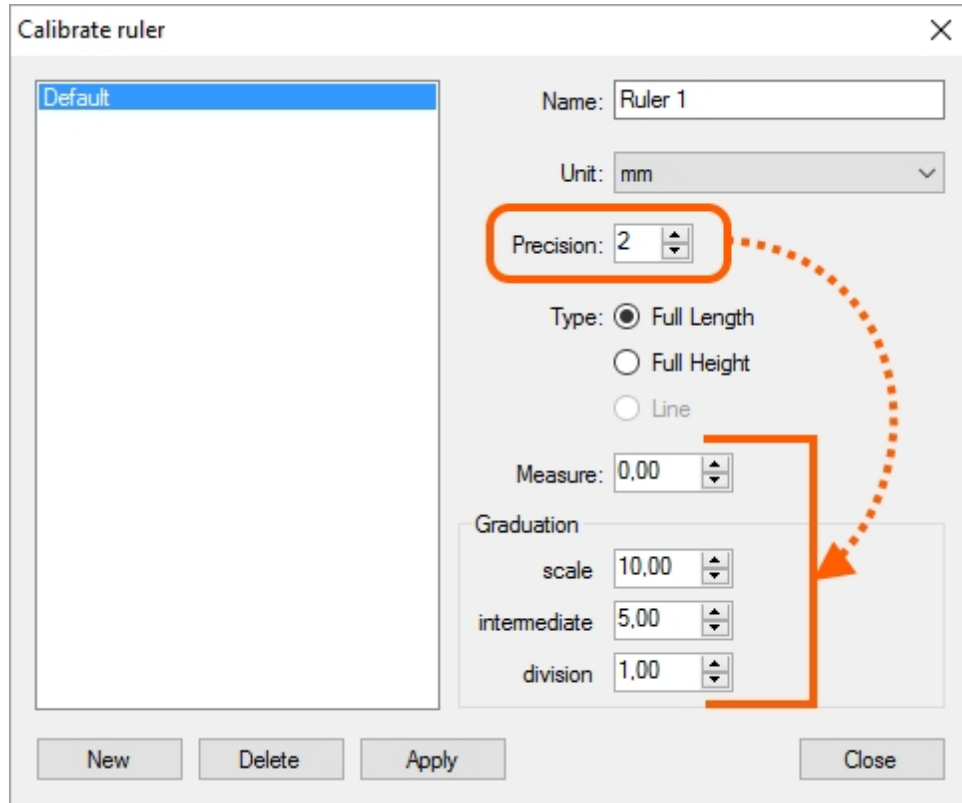 Calibrate ruler
Default
Name: Ruler 1
Unit: mm
Precision: 2
Type: Full Length
Full Height
Line
Measure: 0,00
Graduation
scale 10,00
intermediate 5,00
division 1,00
New Delete Apply Close